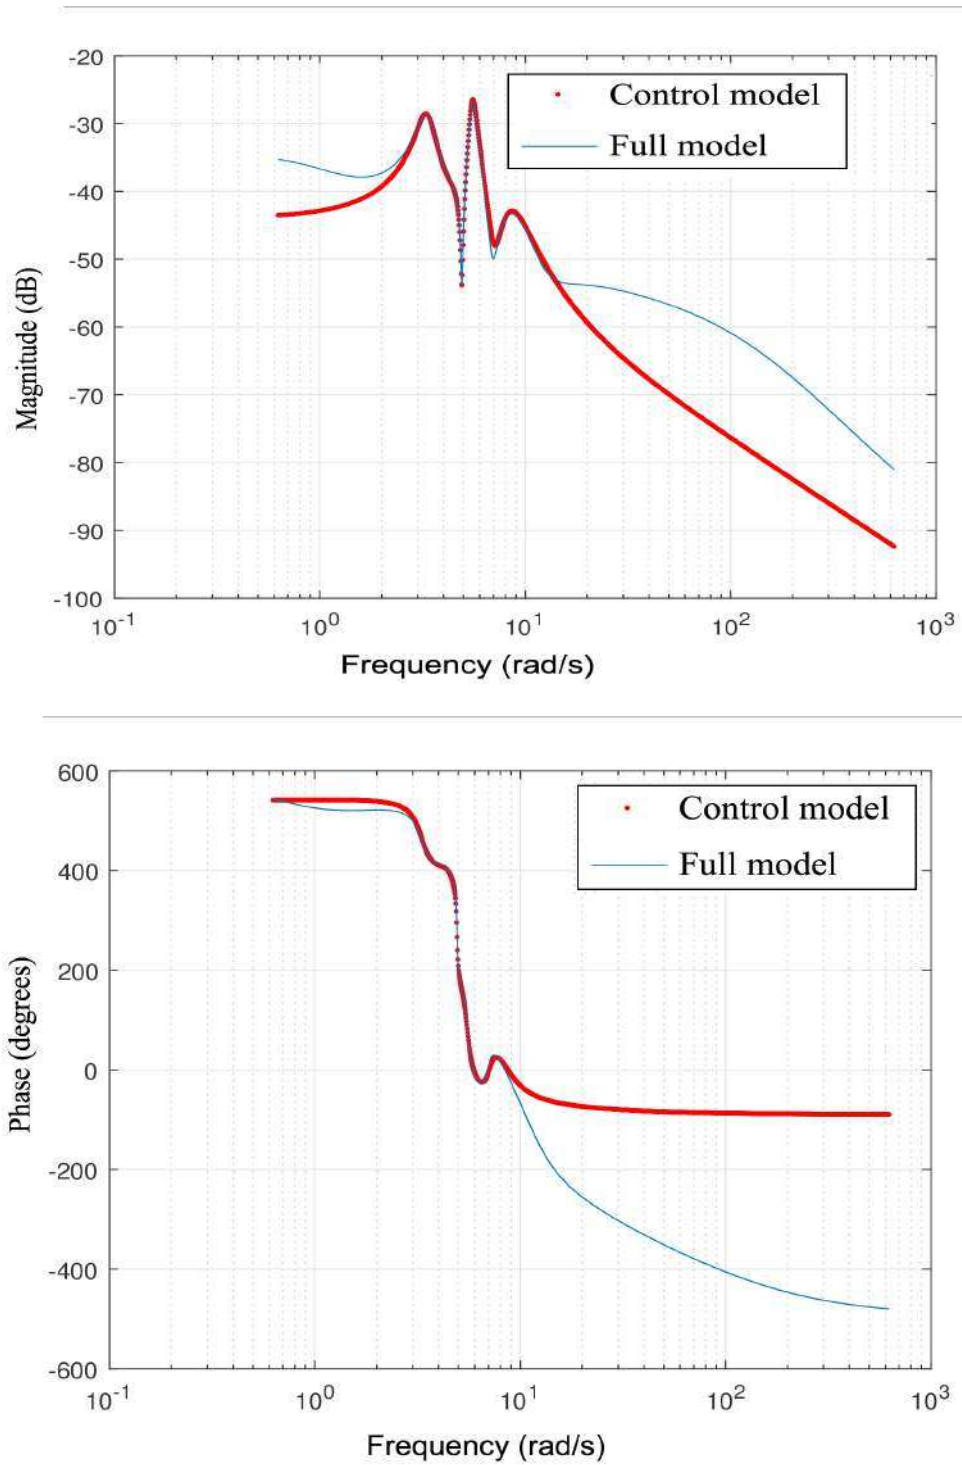 -20
-30
-40
-50
-60
-70
-80
-90
-100
Magnitude (dB)
Control model
Full model
10-1 100 101 102 103
Frequency (rad/s)
600
400
200
0
-200
-400
-600
Phase (degrees)
Control model
Full model
10-1 100 101 102 103
Frequency (rad/s)